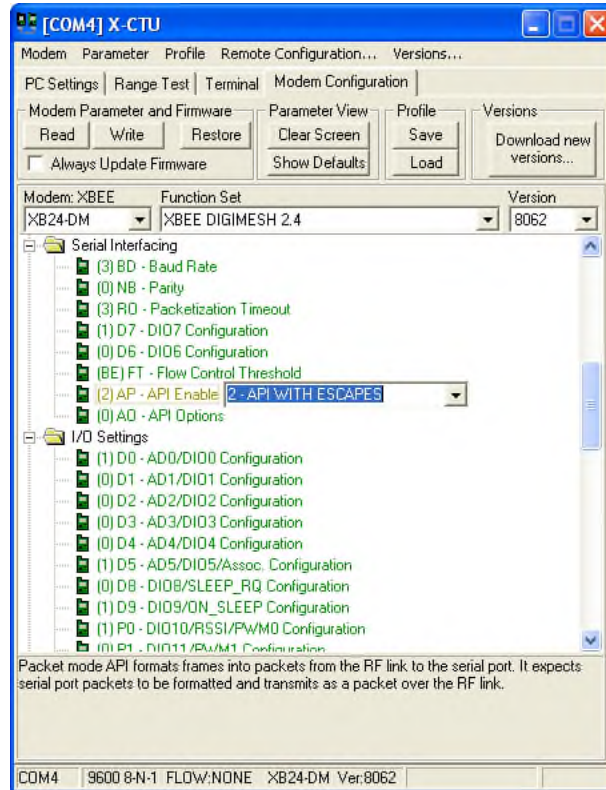 [COM4] X-CTU
Modem Parameter Profile Remote Configuration... Versions...
PC Settings Range Test Terminal Modem Configuration
Modem Parameter and Firmware Parameter View Profile Versions
Read Write Restore Clear Screen Save Download new versions...
Always Update Firmware Show Defaults Load
Modem: XBEE Function Set Version
XB24-DM XBEE DIGIMESH 2.4 8062
Serial Interfacing
(3) BD - Baud Rate
(0) NB - Parity
(3) RO - Packetization Timeout
(1) D7 - DIO7 Configuration
(0) D6 - DIO6 Configuration
(BE) FT - Flow Control Threshold
(2) AP - API Enable 2 - API WITH ESCAPES
(0) AO - API Options
I/O Settings
(1) D0 - AD0/DIO0 Configuration
(0) D1 - AD1/DIO1 Configuration
(0) D2 - AD2/DIO2 Configuration
(0) D3 - AD3/DIO3 Configuration
(0) D4 - AD4/DIO4 Configuration
(1) D5 - AD5/DIO5/Assoc. Configuration
(0) D8 - DIO8/SLEEP_RQ Configuration
(1) D9 - DIO9/ON_SLEEP Configuration
(1) P0 - DIO10/RSSI/PWM0 Configuration
(0) P1 - DIO11/PWM1 Configuration
Packet mode API formats frames into packets from the RF link to the serial port. It expects
serial port packets to be formatted and transmits as a packet over the RF link.
COM4 9600 8-N-1 FLOW:NONE XB24-DM Ver:8062